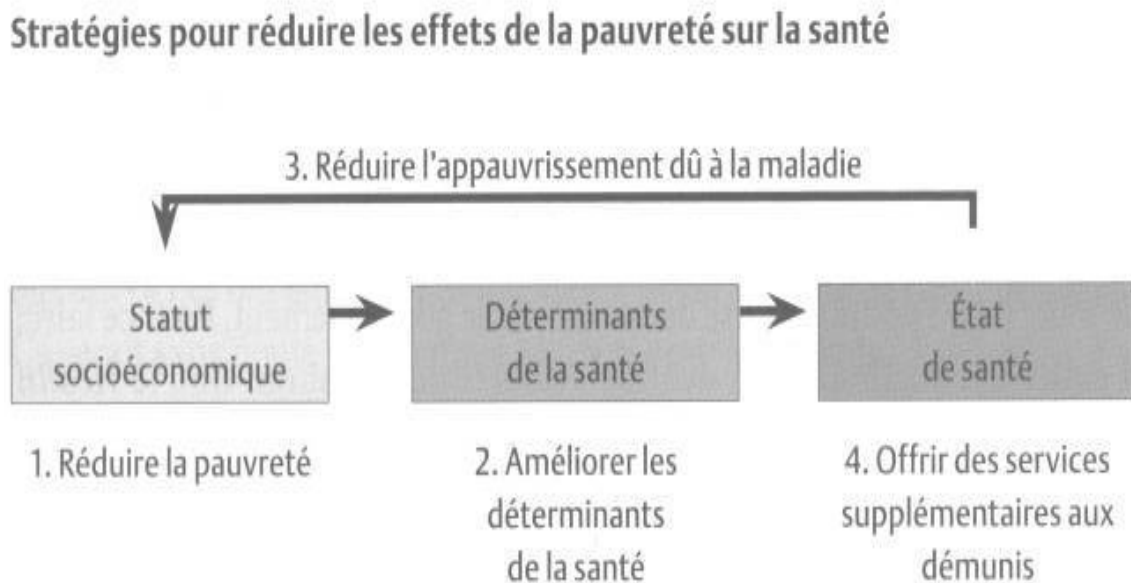 Stratégies pour réduire les effets de la pauvreté sur la santé
3. Réduire l'appauvrissement dû à la maladie
Statut
socioéconomique
Déterminants
de la santé
État
de santé
1. Réduire la pauvreté
2. Améliorer les
déterminants
de la santé
4. Offrir des services
supplémentaires aux
démunis